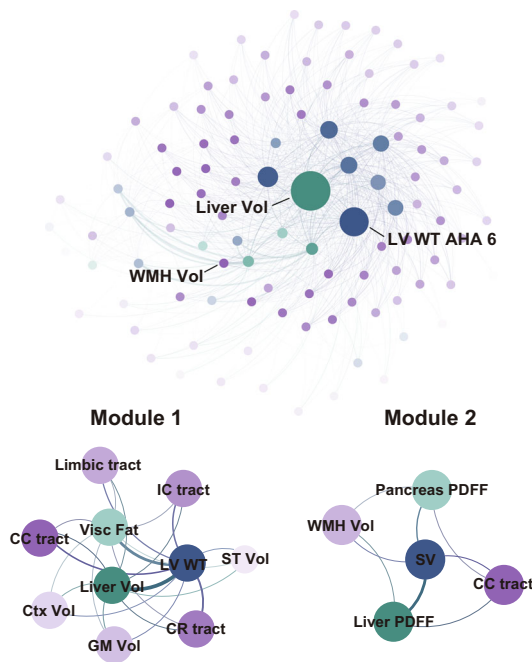 Liver Vol
LV WT AHA 6
WMH Vol
Module 1
Module 2
Limbic tract
IC tract
Visc Fat
CC tract
LV WT
ST Vol
Liver Vol
Ctx Vol
CR tract
GM Vol
Pancreas PDFF
WMH Vol
SV
CC tract
Liver PDFF